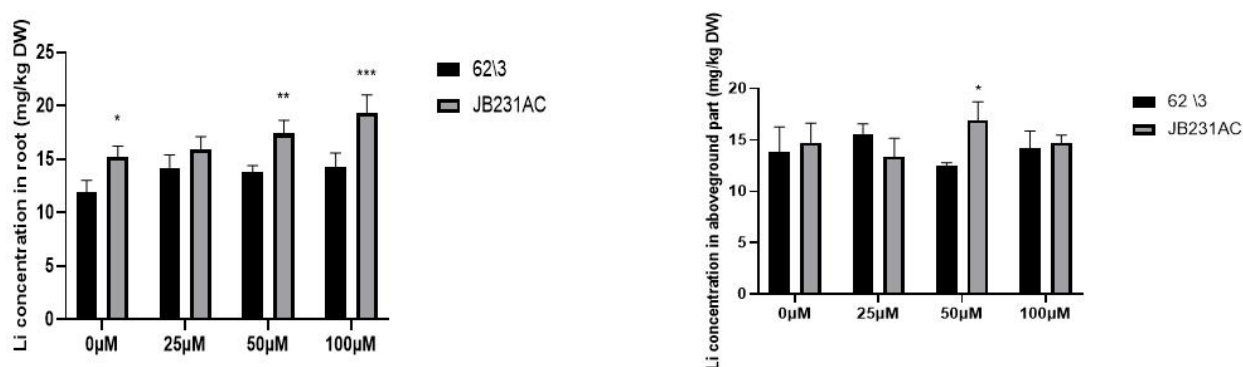 Li concentration in root (mg/kg DW)
25
20
15
10
5
0
*
**
***
0µM 25µM 50µM 100µM
62\3
JB231AC
Li concentration in aboveground part (mg/kg DW)
20
15
10
5
0
*
0µM 25µM 50µM 100µM
62 \3
JB231AC